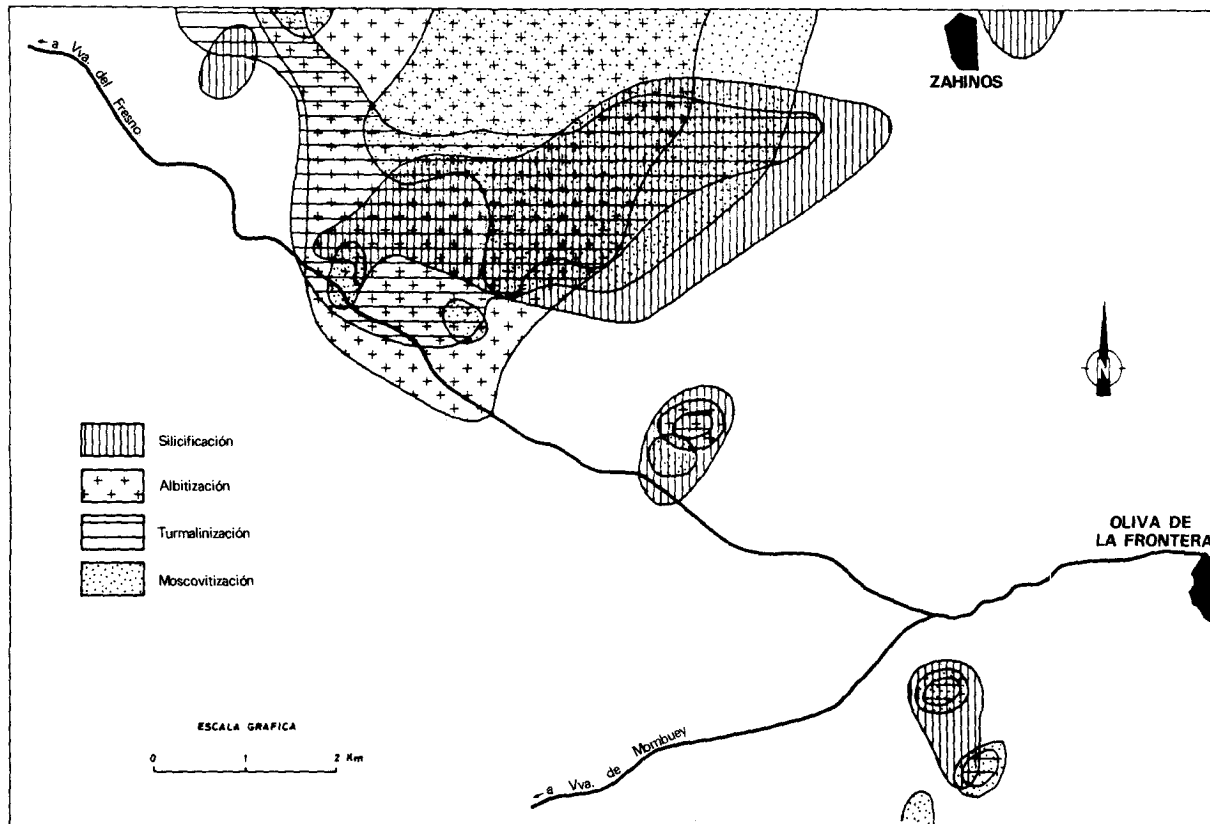 ← a Vva. del Fresno
ZAHINOS
N
Silicificación
Albitización
Turmalinización
Moscovitización
OLIVA DE
LA FRONTERA
ESCALA GRAFICA
0 1 2 Km
← a Vva. de Mombuey